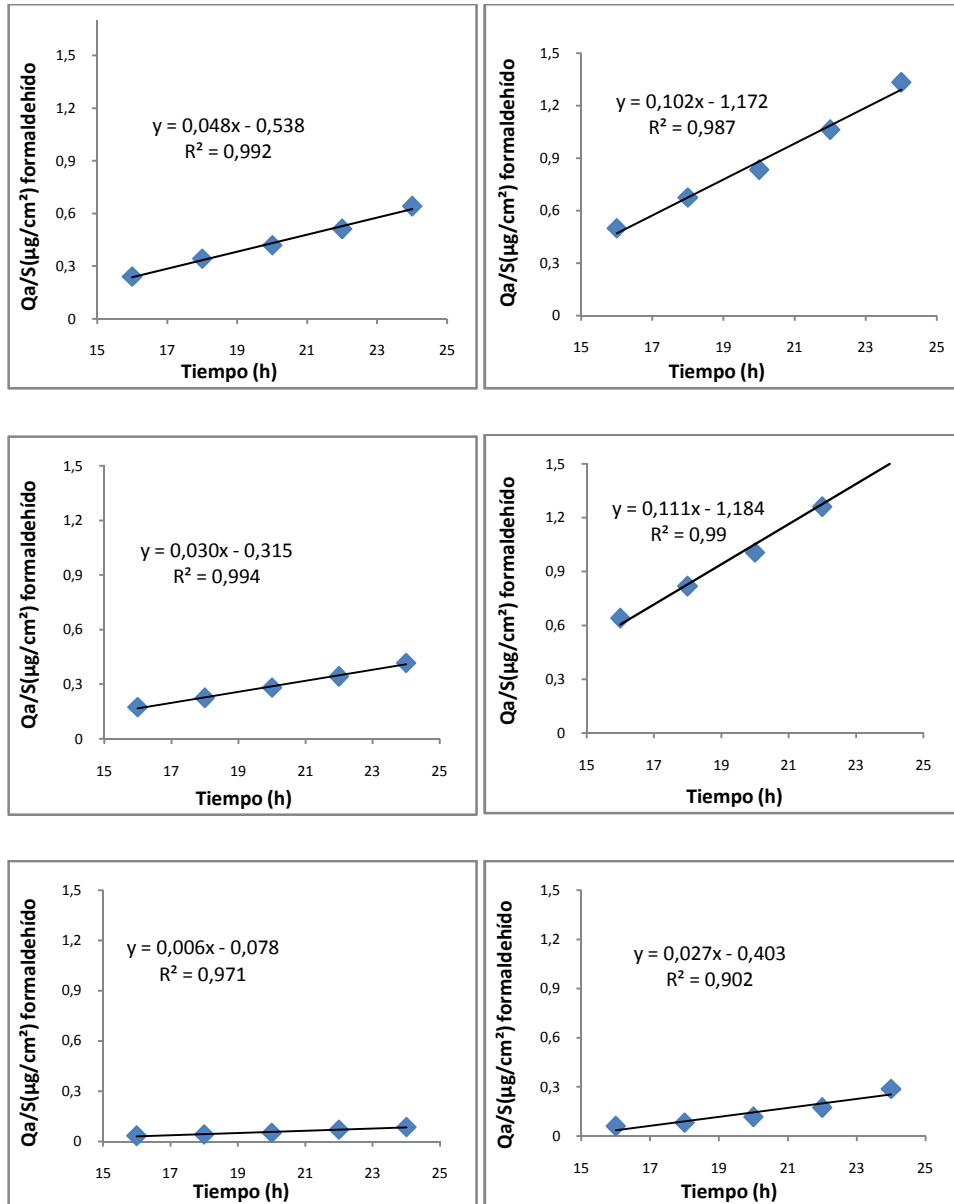 Qa/S(µg/cm²) formaldehído
1,5
1,2
0,9
0,6
0,3
0
y = 0,048x - 0,538
R² = 0,992
15 17 19 21 23 25
Tiempo (h)
Qa/S(µg/cm²) formaldehído
1,5
1,2
0,9
0,6
0,3
0
y = 0,102x - 1,172
R² = 0,987
15 17 19 21 23 25
Tiempo (h)
Qa/S(µg/cm²) formaldehído
1,5
1,2
0,9
0,6
0,3
0
y = 0,030x - 0,315
R² = 0,994
15 17 19 21 23 25
Tiempo (h)
Qa/S(µg/cm²) formaldehído
1,5
1,2
0,9
0,6
0,3
0
y = 0,111x - 1,184
R² = 0,99
15 17 19 21 23 25
Tiempo (h)
Qa/S(µg/cm²) formaldehído
1,5
1,2
0,9
0,6
0,3
0
y = 0,006x - 0,078
R² = 0,971
15 17 19 21 23 25
Tiempo (h)
Qa/S(µg/cm²) formaldehído
1,5
1,2
0,9
0,6
0,3
0
y = 0,027x - 0,403
R² = 0,902
15 17 19 21 23 25
Tiempo (h)